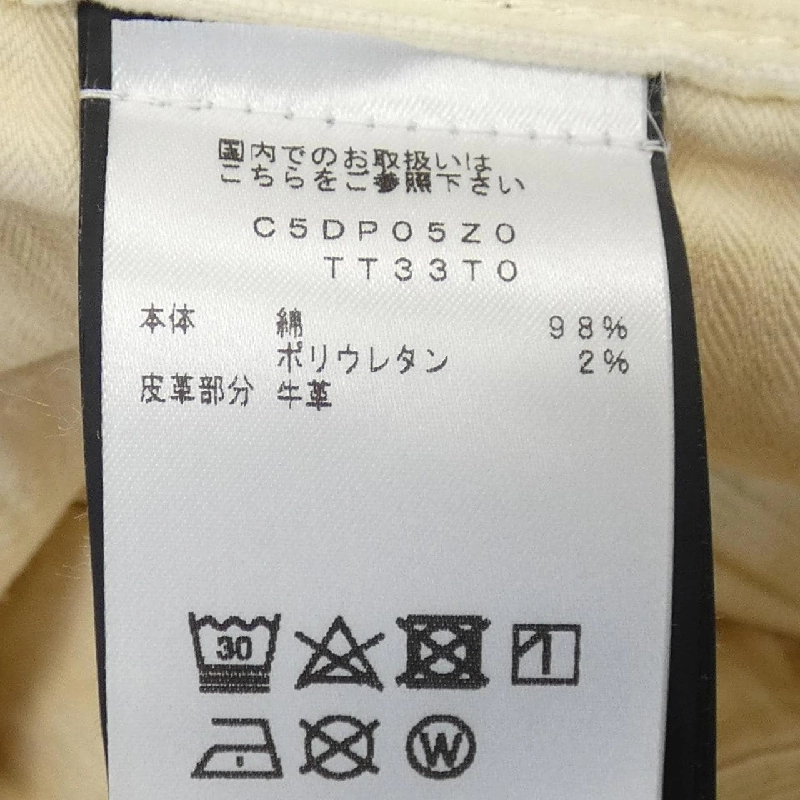 国内でのお取扱いは
こちらをご参照下さい
C5DP05Z0
TT33T0
本体 綿 98%
ポリウレタン 2%
皮革部分 牛革
30
W